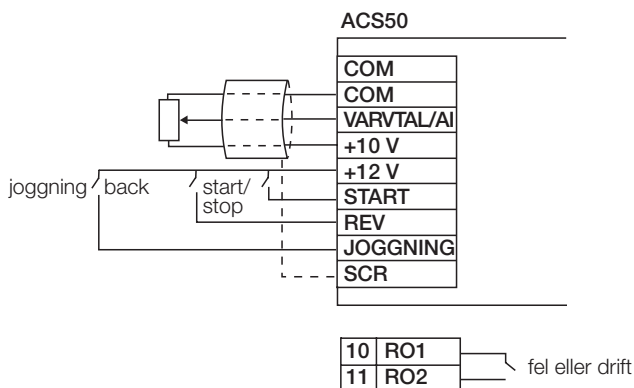 ACS50
COM
COM
VARVTAL/AI
+10 V
+12 V
joggning back start/
stop
START
REV
JOGGNING
SCR
10 RO1
11 RO2
fel eller drift